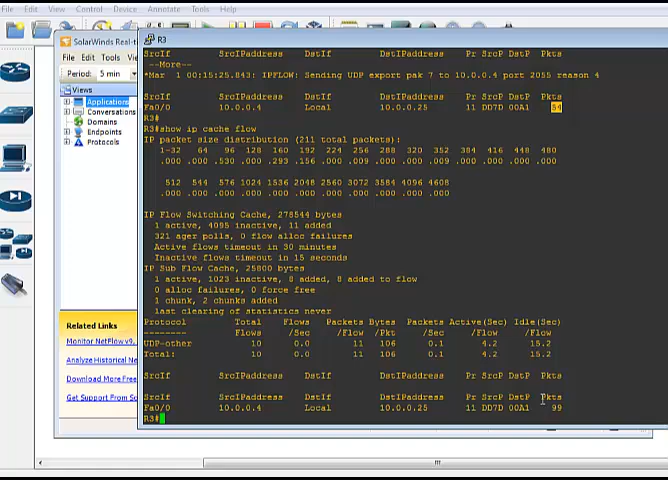 File Edit View Control Device Annotate Tools Help
SolarWinds Real-ti
File Edit Tools Vie
Period: 5 min
Views
Applications
Conversations
Domains
Endpoints
Protocols
Related Links
Monitor NetFlow v9,
Analyze Historical Ne
Download More Free
Get Support From So
R3
SrcIf SrcIPaddress DstIf DstIPaddress Pr SrcP DstP Pkts
--More--
*Mar 1 00:15:25.843: IPFLOW: Sending UDP export pak 7 to 10.0.0.4 port 2055 reason 4
SrcIf SrcIPaddress DstIf DstIPaddress Pr SrcP DstP Pkts
Fa0/0 10.0.0.4 Local 10.0.0.25 11 DD7D 00A1 54
R3#
R3#show ip cache flow
IP packet size distribution (211 total packets):
1-32 64 96 128 160 192 224 256 288 320 352 384 416 448 480
.000 .000 .530 .000 .293 .156 .000 .009 .000 .009 .000 .000 .000 .000 .000
512 544 576 1024 1536 2048 2560 3072 3584 4096 4608
.000 .000 .000 .000 .000 .000 .000 .000 .000 .000 .000
IP Flow Switching Cache, 278544 bytes
1 active, 4095 inactive, 11 added
321 ager polls, 0 flow alloc failures
Active flows timeout in 30 minutes
Inactive flows timeout in 15 seconds
IP Sub Flow Cache, 25800 bytes
1 active, 1023 inactive, 8 added, 8 added to flow
0 alloc failures, 0 force free
1 chunk, 2 chunks added
last clearing of statistics never
Protocol Total Flows Packets Bytes Packets Active(Sec) Idle(Sec)
-------- Flows /Sec /Flow /Pkt /Sec /Flow /Flow
UDP-other 10 0.0 11 106 0.1 4.2 15.2
Total: 10 0.0 11 106 0.1 4.2 15.2
SrcIf SrcIPaddress DstIf DstIPaddress Pr SrcP DstP Pkts
SrcIf SrcIPaddress DstIf DstIPaddress Pr SrcP DstP Pkts
Fa0/0 10.0.0.4 Local 10.0.0.25 11 DD7D 00A1 99
R3#